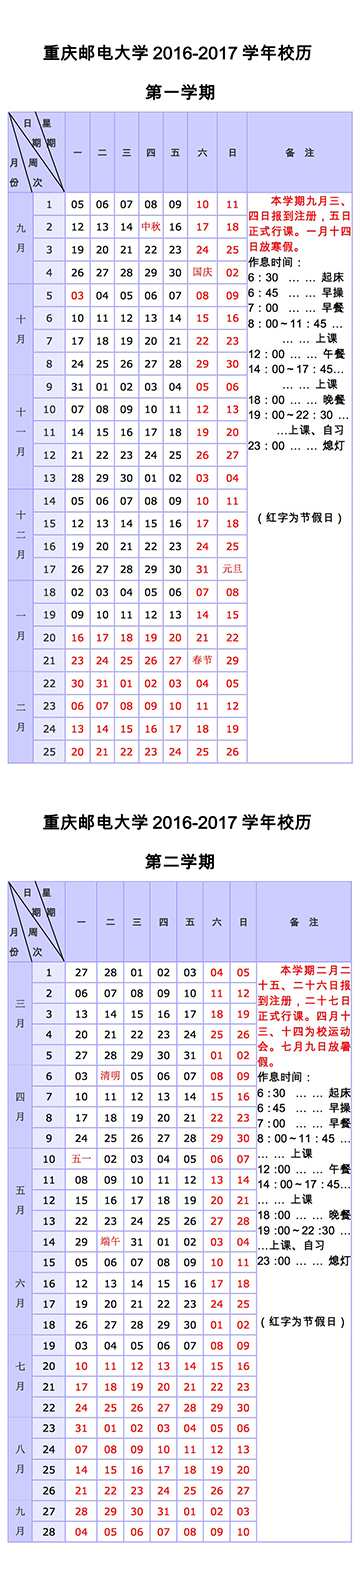 重庆邮电大学 2016-2017 学年校历
第一学期
日 星
期 期
月 周
份 次
一 二 三 四 五 六 日 备 注
九月
1 05 06 07 08 09 10 11
2 12 13 14 中秋 16 17 18
3 19 20 21 22 23 24 25
4 26 27 28 29 30 国庆 02
十月
5 03 04 05 06 07 08 09
6 10 11 12 13 14 15 16
7 17 18 19 20 21 22 23
8 24 25 26 27 28 29 30
十一月
9 31 01 02 03 04 05 06
10 07 08 09 10 11 12 13
11 14 15 16 17 18 19 20
12 21 22 23 24 25 26 27
13 28 29 30 01 02 03 04
十二月
14 05 06 07 08 09 10 11
15 12 13 14 15 16 17 18
16 19 20 21 22 23 24 25
17 26 27 28 29 30 31 元旦
一月
18 02 03 04 05 06 07 08
19 09 10 11 12 13 14 15
20 16 17 18 19 20 21 22
21 23 24 25 26 27 春节 29
二月
22 30 31 01 02 03 04 05
23 06 07 08 09 10 11 12
24 13 14 15 16 17 18 19
25 20 21 22 23 24 25 26
本学期九月三、
四日报到注册，五日
正式行课。一月十四
日放寒假。
作息时间：
6：30 … … 起床
6：45 … … 早操
7：00 … … 早餐
8：00～11：45 …
… … 上课
12：00 … … 午餐
14：00～17：45…
… … 上课
18：00 … … 晚餐
19：00～22：30 …
…上课、自习
23：00 … … 熄灯
（红字为节假日）
重庆邮电大学 2016-2017 学年校历
第二学期
日 星
期 期
月 周
份 次
一 二 三 四 五 六 日 备 注
三月
1 27 28 01 02 03 04 05
2 06 07 08 09 10 11 12
3 13 14 15 16 17 18 19
4 20 21 22 23 24 25 26
5 27 28 29 30 31 01 02
四月
6 03 清明 05 06 07 08 09
7 10 11 12 13 14 15 16
8 17 18 19 20 21 22 23
9 24 25 26 27 28 29 30
五月
10 五一 02 03 04 05 06 07
11 08 09 10 11 12 13 14
12 15 16 17 18 19 20 21
13 22 23 24 25 26 27 28
14 29 端午 31 01 02 03 04
六月
15 05 06 07 08 09 10 11
16 12 13 14 15 16 17 18
17 19 20 21 22 23 24 25
18 26 27 28 29 30 01 02
七月
19 03 04 05 06 07 08 09
20 10 11 12 13 14 15 16
21 17 18 19 20 21 22 23
22 24 25 26 27 28 29 30
八月
23 31 01 02 03 04 05 06
24 07 08 09 10 11 12 13
25 14 15 16 17 18 19 20
26 21 22 23 24 25 26 27
九月
27 28 29 30 31 01 02 03
28 04 05 06 07 08 09 10
本学期二月二
十五、二十六日报
到注册，二十七日
正式行课。四月十
三、十四为校运动
会。七月九日放暑
假。
作息时间：
6：30 … … 起床
6：45 … … 早操
7：00 … … 早餐
8：00～11：45 …
… … 上课
12：00 … … 午餐
14：00～17：45…
… … 上课
18：00 … … 晚餐
19：00～22：30 …
…上课、自习
23：00 … … 熄灯
（红字为节假日）